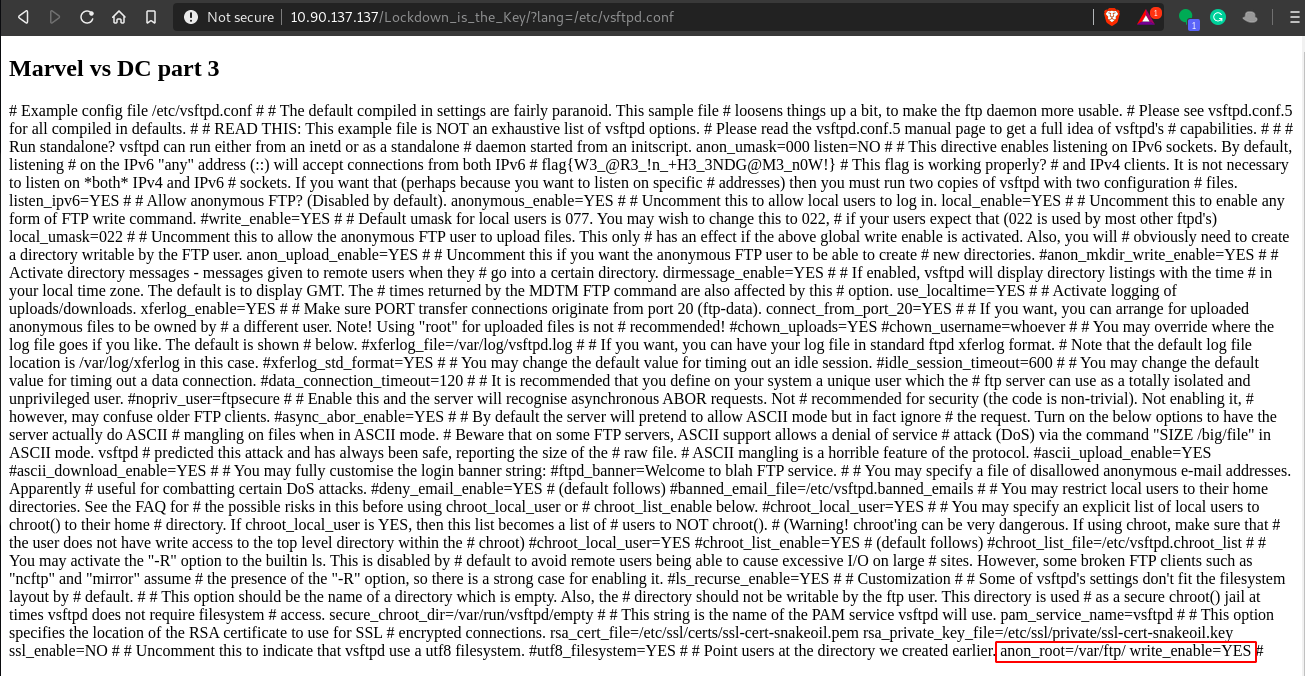 Not secure | 10.90.137.137/Lockdown_is_the_Key/?lang=/etc/vsftpd.conf
1
1
Marvel vs DC part 3
# Example config file /etc/vsftpd.conf # # The default compiled in settings are fairly paranoid. This sample file # loosens things up a bit, to make the ftp daemon more usable. # Please see vsftpd.conf.5
for all compiled in defaults. # # READ THIS: This example file is NOT an exhaustive list of vsftpd options. # Please read the vsftpd.conf.5 manual page to get a full idea of vsftpd's # capabilities. # # #
Run standalone? vsftpd can run either from an inetd or as a standalone # daemon started from an initscript. anon_umask=000 listen=NO # # This directive enables listening on IPv6 sockets. By default,
listening # on the IPv6 "any" address (::) will accept connections from both IPv6 # flag{W3_@R3_!n_+H3_3NDG@M3_n0W!} # This flag is working properly? # and IPv4 clients. It is not necessary
to listen on *both* IPv4 and IPv6 # sockets. If you want that (perhaps because you want to listen on specific # addresses) then you must run two copies of vsftpd with two configuration # files.
listen_ipv6=YES # # Allow anonymous FTP? (Disabled by default). anonymous_enable=YES # # Uncomment this to allow local users to log in. local_enable=YES # # Uncomment this to enable any
form of FTP write command. #write_enable=YES # # Default umask for local users is 077. You may wish to change this to 022, # if your users expect that (022 is used by most other ftpd's)
local_umask=022 # # Uncomment this to allow the anonymous FTP user to upload files. This only # has an effect if the above global write enable is activated. Also, you will # obviously need to create
a directory writable by the FTP user. anon_upload_enable=YES # # Uncomment this if you want the anonymous FTP user to be able to create # new directories. #anon_mkdir_write_enable=YES # #
Activate directory messages - messages given to remote users when they # go into a certain directory. dirmessage_enable=YES # # If enabled, vsftpd will display directory listings with the time # in
your local time zone. The default is to display GMT. The # times returned by the MDTM FTP command are also affected by this # option. use_localtime=YES # # Activate logging of
uploads/downloads. xferlog_enable=YES # # Make sure PORT transfer connections originate from port 20 (ftp-data). connect_from_port_20=YES # # If you want, you can arrange for uploaded
anonymous files to be owned by # a different user. Note! Using "root" for uploaded files is not # recommended! #chown_uploads=YES #chown_username=whoever # # You may override where the
log file goes if you like. The default is shown # below. #xferlog_file=/var/log/vsftpd.log # # If you want, you can have your log file in standard ftpd xferlog format. # Note that the default log file
location is /var/log/xferlog in this case. #xferlog_std_format=YES # # You may change the default value for timing out an idle session. #idle_session_timeout=600 # # You may change the default
value for timing out a data connection. #data_connection_timeout=120 # # It is recommended that you define on your system a unique user which the # ftp server can use as a totally isolated and
unprivileged user. #nopriv_user=ftpsecure # # Enable this and the server will recognise asynchronous ABOR requests. Not # recommended for security (the code is non-trivial). Not enabling it, #
however, may confuse older FTP clients. #async_abor_enable=YES # # By default the server will pretend to allow ASCII mode but in fact ignore # the request. Turn on the below options to have the
server actually do ASCII # mangling on files when in ASCII mode. # Beware that on some FTP servers, ASCII support allows a denial of service # attack (DoS) via the command "SIZE /big/file" in
ASCII mode. vsftpd # predicted this attack and has always been safe, reporting the size of the # raw file. # ASCII mangling is a horrible feature of the protocol. #ascii_upload_enable=YES
#ascii_download_enable=YES # # You may fully customise the login banner string: #ftpd_banner=Welcome to blah FTP service. # # You may specify a file of disallowed anonymous e-mail addresses.
Apparently # useful for combatting certain DoS attacks. #deny_email_enable=YES # (default follows) #banned_email_file=/etc/vsftpd.banned_emails # # You may restrict local users to their home
directories. See the FAQ for # the possible risks in this before using chroot_local_user or # chroot_list_enable below. #chroot_local_user=YES # # You may specify an explicit list of local users to
chroot() to their home # directory. If chroot_local_user is YES, then this list becomes a list of # users to NOT chroot(). # (Warning! chroot'ing can be very dangerous. If using chroot, make sure that #
the user does not have write access to the top level directory within the # chroot) #chroot_local_user=YES #chroot_list_enable=YES # (default follows) #chroot_list_file=/etc/vsftpd.chroot_list # #
You may activate the "-R" option to the builtin ls. This is disabled by # default to avoid remote users being able to cause excessive I/O on large # sites. However, some broken FTP clients such as
"ncftp" and "mirror" assume # the presence of the "-R" option, so there is a strong case for enabling it. #ls_recurse_enable=YES # # Customization # # Some of vsftpd's settings don't fit the filesystem
layout by # default. # # This option should be the name of a directory which is empty. Also, the # directory should not be writable by the ftp user. This directory is used # as a secure chroot() jail at
times vsftpd does not require filesystem # access. secure_chroot_dir=/var/run/vsftpd/empty # # This string is the name of the PAM service vsftpd will use. pam_service_name=vsftpd # # This option
specifies the location of the RSA certificate to use for SSL # encrypted connections. rsa_cert_file=/etc/ssl/certs/ssl-cert-snakeoil.pem rsa_private_key_file=/etc/ssl/private/ssl-cert-snakeoil.key
ssl_enable=NO # # Uncomment this to indicate that vsftpd use a utf8 filesystem. #utf8_filesystem=YES # # Point users at the directory we created earlier. anon_root=/var/ftp/ write_enable=YES #